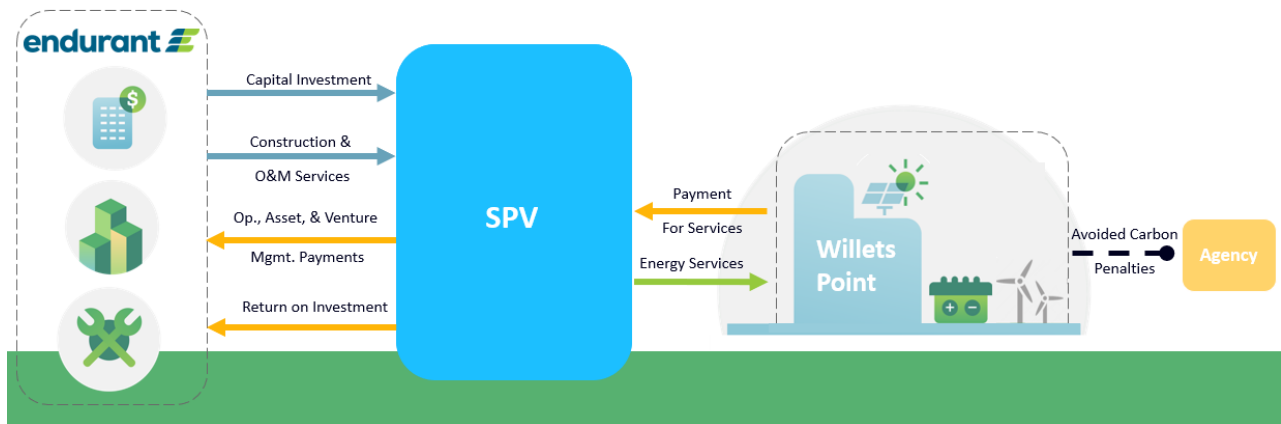 endurant
$
Capital Investment
Construction &
O&M Services
Op., Asset, & Venture
Mgmt. Payments
Return on Investment
SPV
Payment
For Services
Energy Services
Willets
Point
+ −
Avoided Carbon
Penalties
Agency